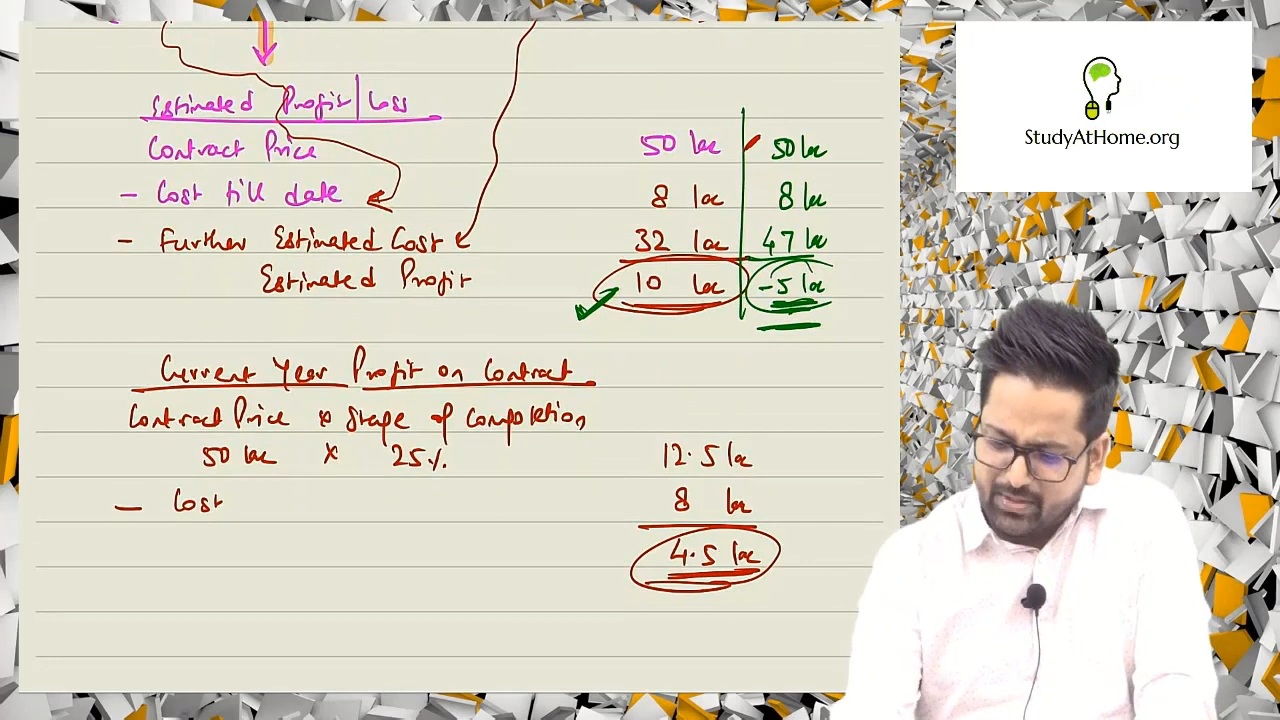 Estimated Profit | Loss
Contract Price 50 lac 50 lac
- Cost till date 8 lac 8 lac
- Further Estimated Cost 32 lac 47 lac
Estimated Profit 10 lac -5 lac
Current Year Profit on Contract
Contract Price × Stage of Completion
50 lac × 25% 12.5 lac
- Cost 8 lac
4.5 lac
StudyAtHome.org